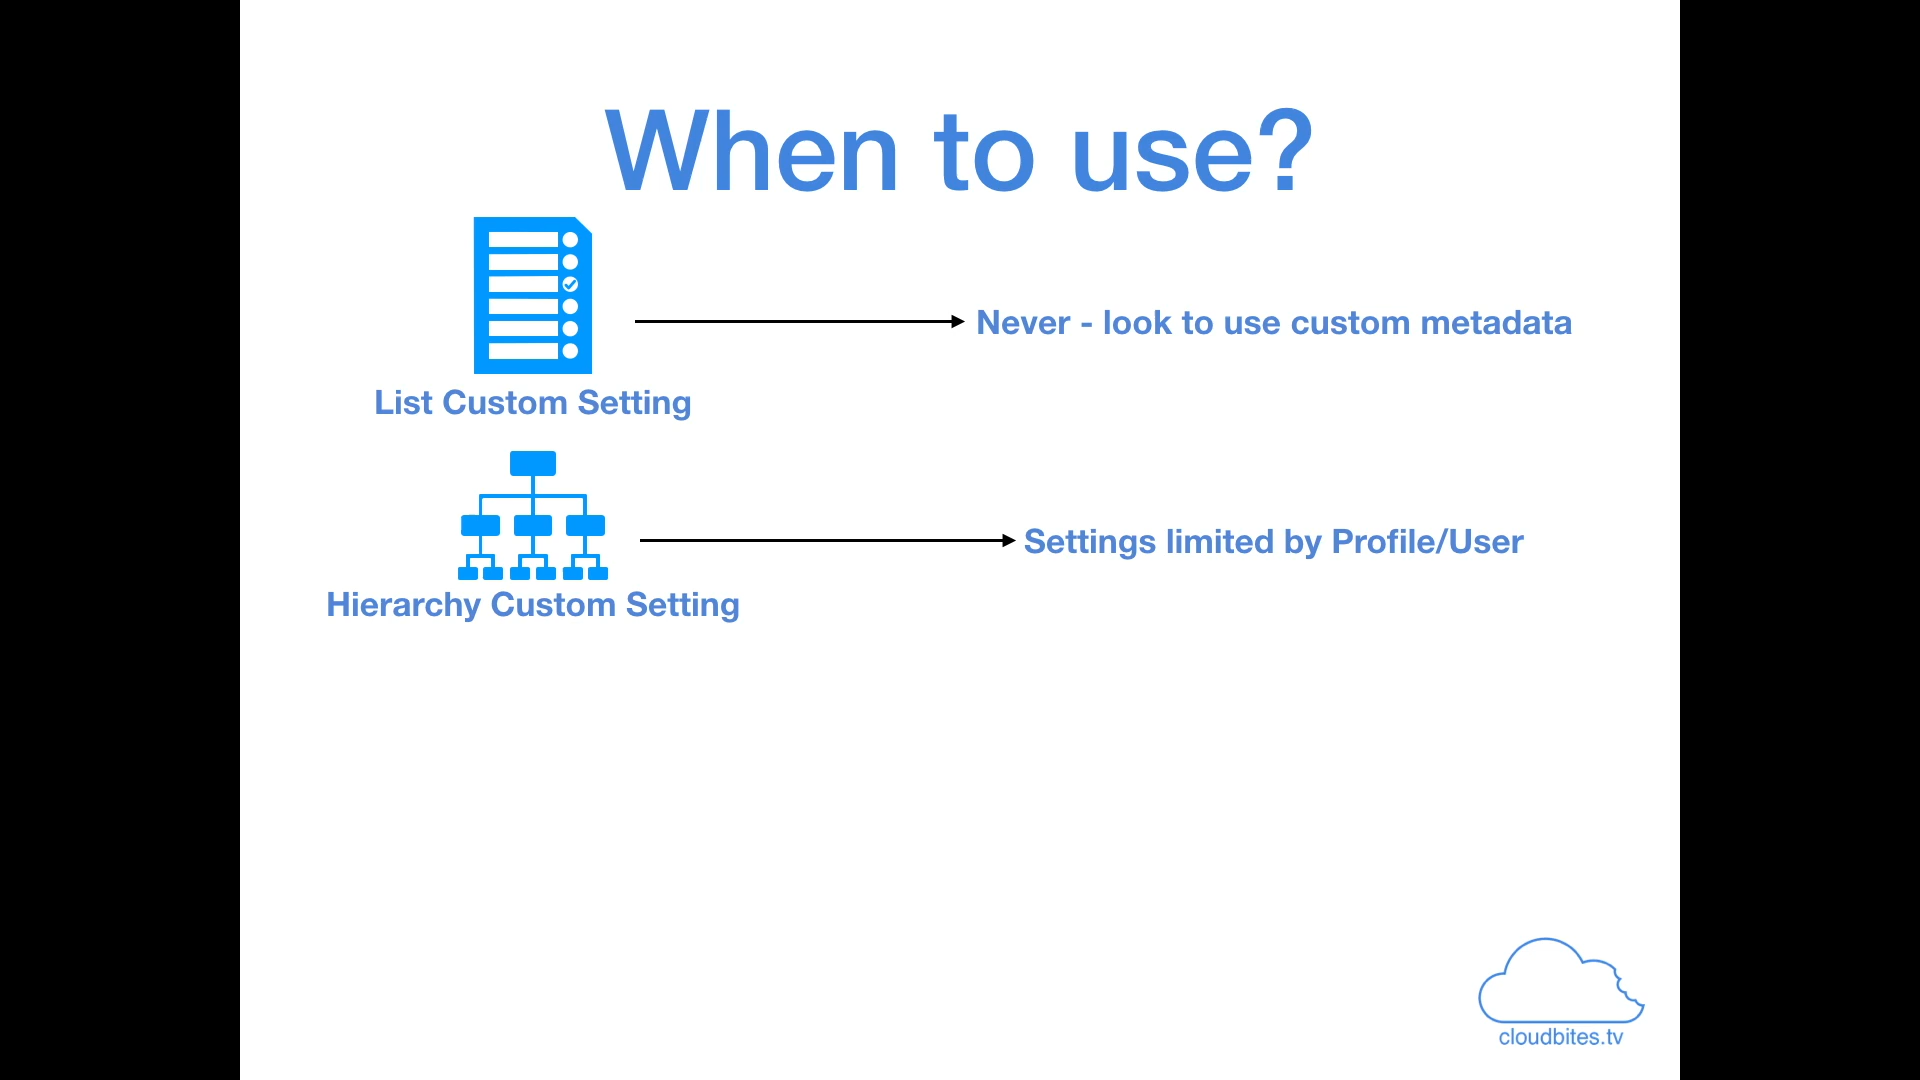 When to use?
Never - look to use custom metadata
List Custom Setting
Settings limited by Profile/User
Hierarchy Custom Setting
cloudbites.tv